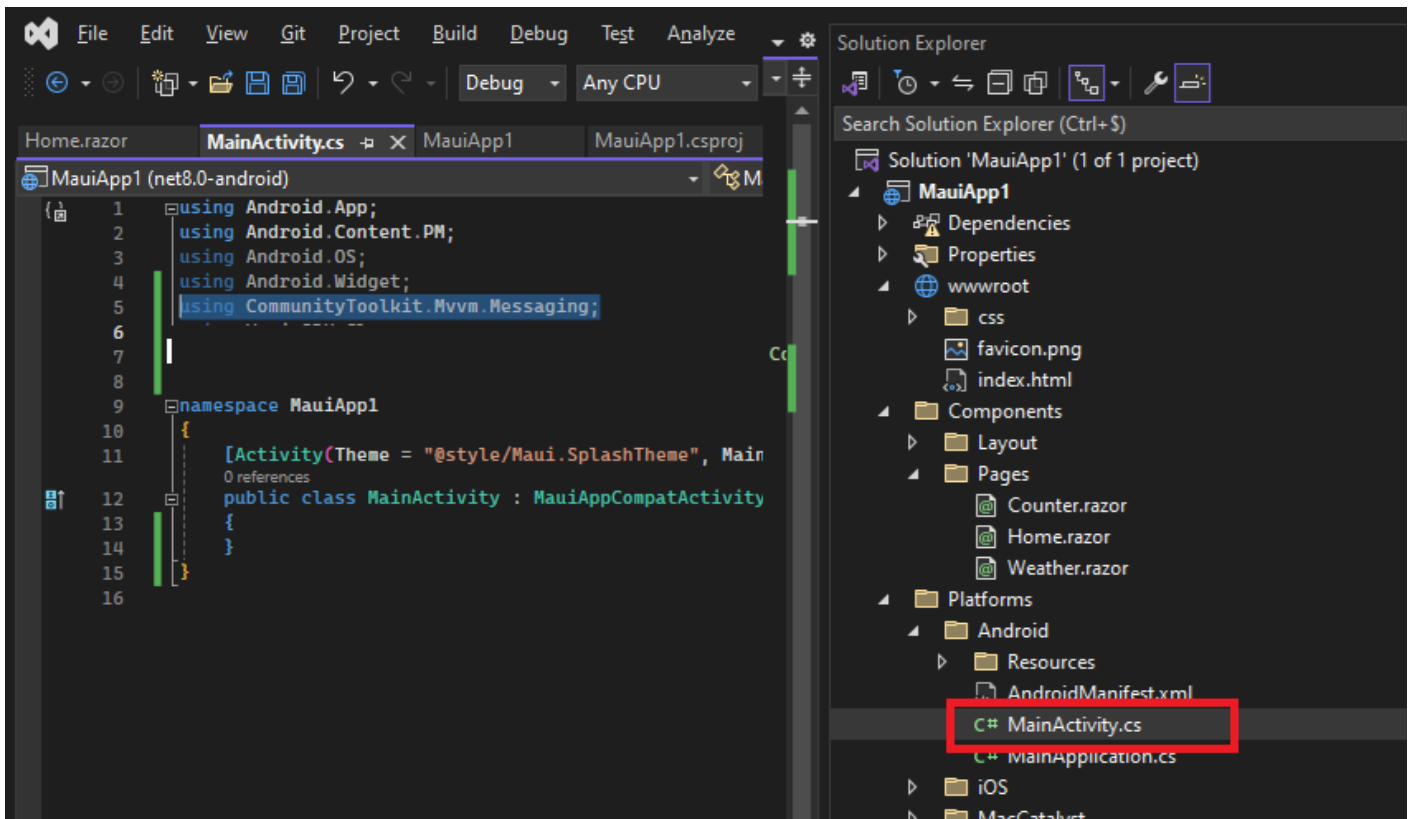 File Edit View Git Project Build Debug Test Analyze
Debug Any CPU
Home.razor MainActivity.cs MauiApp1 MauiApp1.csproj
MauiApp1 (net8.0-android)
1 using Android.App;
2 using Android.Content.PM;
3 using Android.OS;
4 using Android.Widget;
5 using CommunityToolkit.Mvvm.Messaging;
6
7
8
9 namespace MauiApp1
10 {
11 [Activity(Theme = "@style/Maui.SplashTheme", Main
0 references
12 public class MainActivity : MauiAppCompatActivity
13 {
14 }
15 }
16
Solution Explorer
Search Solution Explorer (Ctrl+$)
Solution 'MauiApp1' (1 of 1 project)
MauiApp1
Dependencies
Properties
wwwroot
css
favicon.png
index.html
Components
Layout
Pages
Counter.razor
Home.razor
Weather.razor
Platforms
Android
Resources
AndroidManifest.xml
C# MainActivity.cs
C# MainApplication.cs
iOS
MacCatalyst